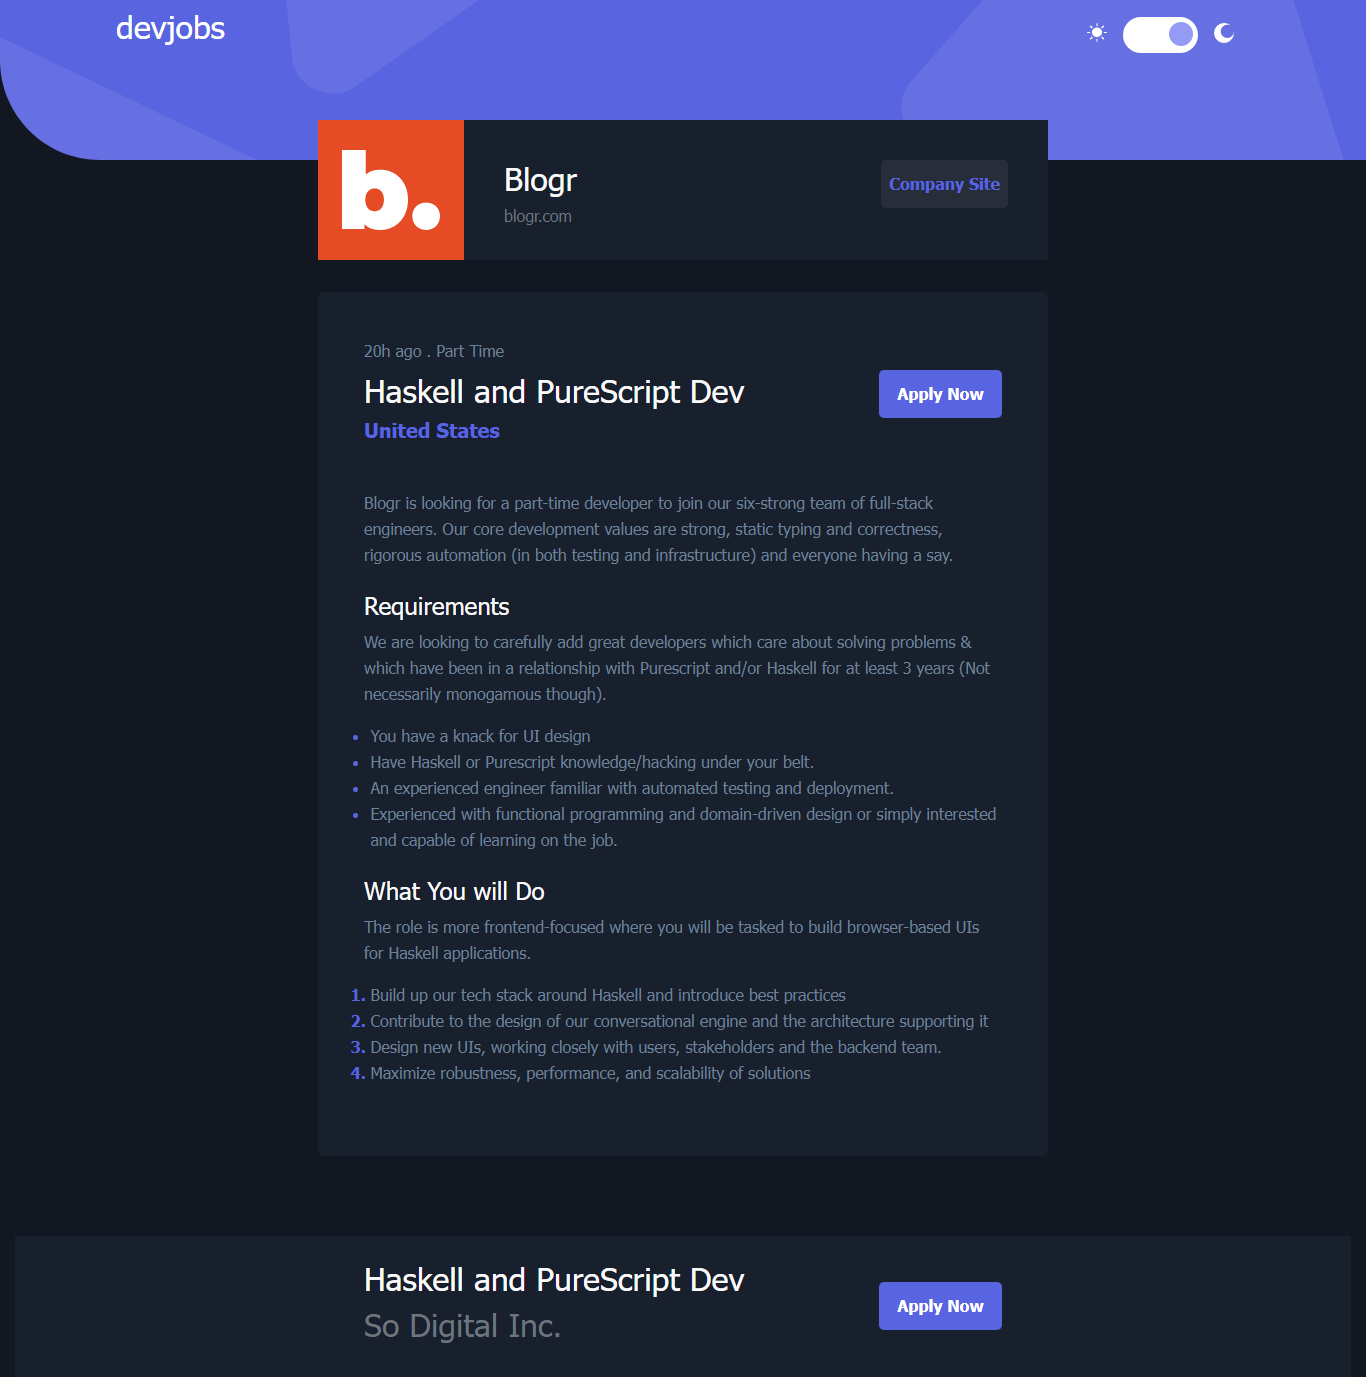 devjobs
b.
Blogr
blogr.com
Company Site
20h ago . Part Time
Haskell and PureScript Dev
United States
Apply Now
Blogr is looking for a part-time developer to join our six-strong team of full-stack
engineers. Our core development values are strong, static typing and correctness,
rigorous automation (in both testing and infrastructure) and everyone having a say.
Requirements
We are looking to carefully add great developers which care about solving problems &
which have been in a relationship with Purescript and/or Haskell for at least 3 years (Not
necessarily monogamous though).
• You have a knack for UI design
• Have Haskell or Purescript knowledge/hacking under your belt.
• An experienced engineer familiar with automated testing and deployment.
• Experienced with functional programming and domain-driven design or simply interested
and capable of learning on the job.
What You will Do
The role is more frontend-focused where you will be tasked to build browser-based UIs
for Haskell applications.
1. Build up our tech stack around Haskell and introduce best practices
2. Contribute to the design of our conversational engine and the architecture supporting it
3. Design new UIs, working closely with users, stakeholders and the backend team.
4. Maximize robustness, performance, and scalability of solutions
Haskell and PureScript Dev
So Digital Inc.
Apply Now